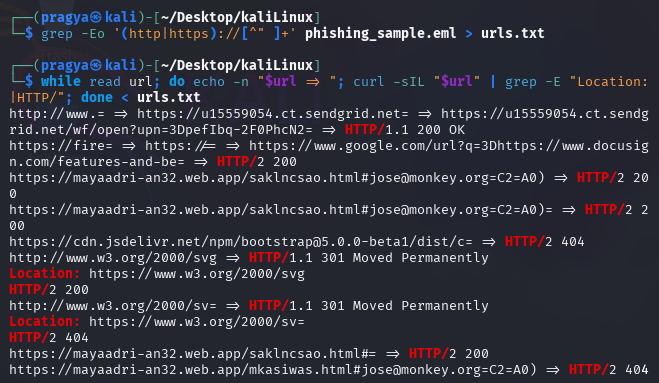 ┌──(pragya㉿kali)-[~/Desktop/kaliLinux]
└─$ grep -Eo '(http|https)://[^" ]+' phishing_sample.eml > urls.txt
┌──(pragya㉿kali)-[~/Desktop/kaliLinux]
└─$ while read url; do echo -n "$url => "; curl -sIL "$url" | grep -E "Location:
|HTTP/"; done < urls.txt
http://www.= => https://u15559054.ct.sendgrid.net= => https://u15559054.ct.sendg
rid.net/wf/open?upn=3DpefIbq-2F0PhcN2= => HTTP/1.1 200 OK
https://fire= => https://= => https://www.google.com/url?q=3Dhttps://www.docusig
n.com/features-and-be= => HTTP/2 200
https://mayaadri-an32.web.app/saklncsao.html#jose@monkey.org=C2=A0) => HTTP/2 20
0
https://mayaadri-an32.web.app/saklncsao.html#jose@monkey.org=C2=A0)= => HTTP/2 2
00
https://cdn.jsdelivr.net/npm/bootstrap@5.0.0-beta1/dist/c= => HTTP/2 404
http://www.w3.org/2000/svg => HTTP/1.1 301 Moved Permanently
Location: https://www.w3.org/2000/svg
HTTP/2 200
http://www.w3.org/2000/sv= => HTTP/1.1 301 Moved Permanently
Location: https://www.w3.org/2000/sv=
HTTP/2 404
https://mayaadri-an32.web.app/saklncsao.html#= => HTTP/2 200
https://mayaadri-an32.web.app/mkasiwas.html#jose@monkey.org=C2=A0) => HTTP/2 404